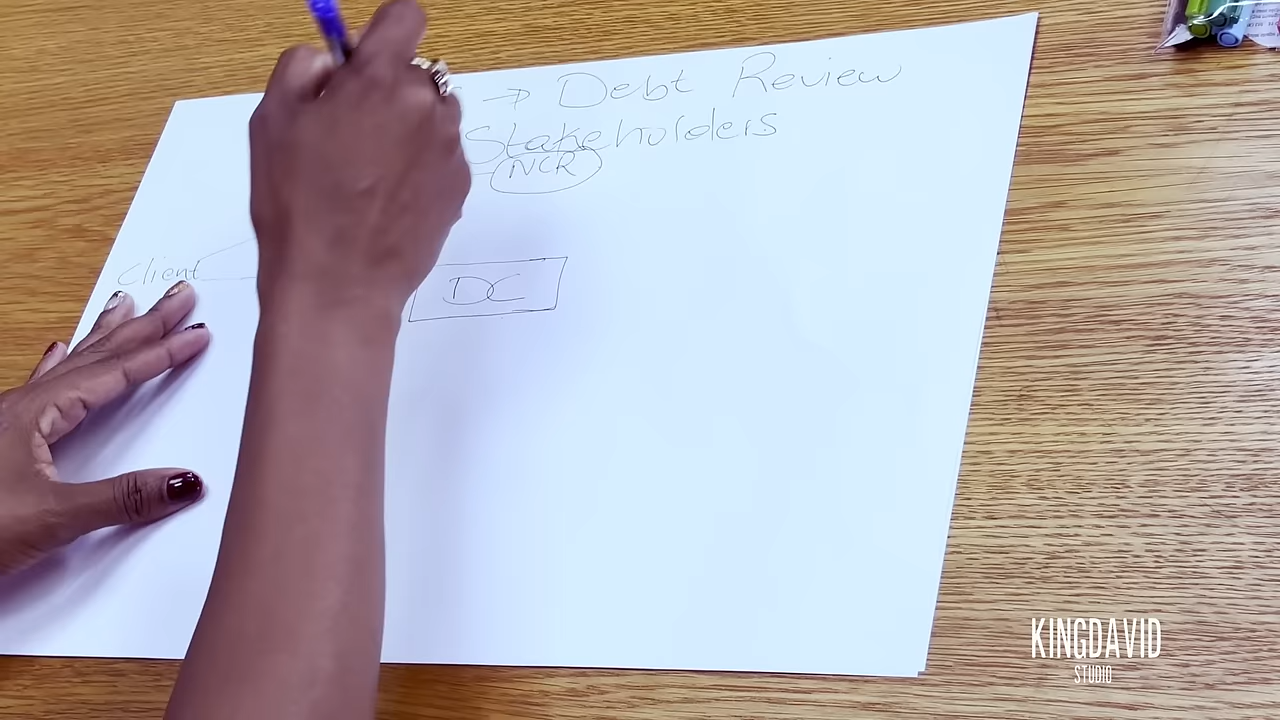 → Debt Review
Stakeholders
NCR
Client
DC
KINGDAVID
STUDIO